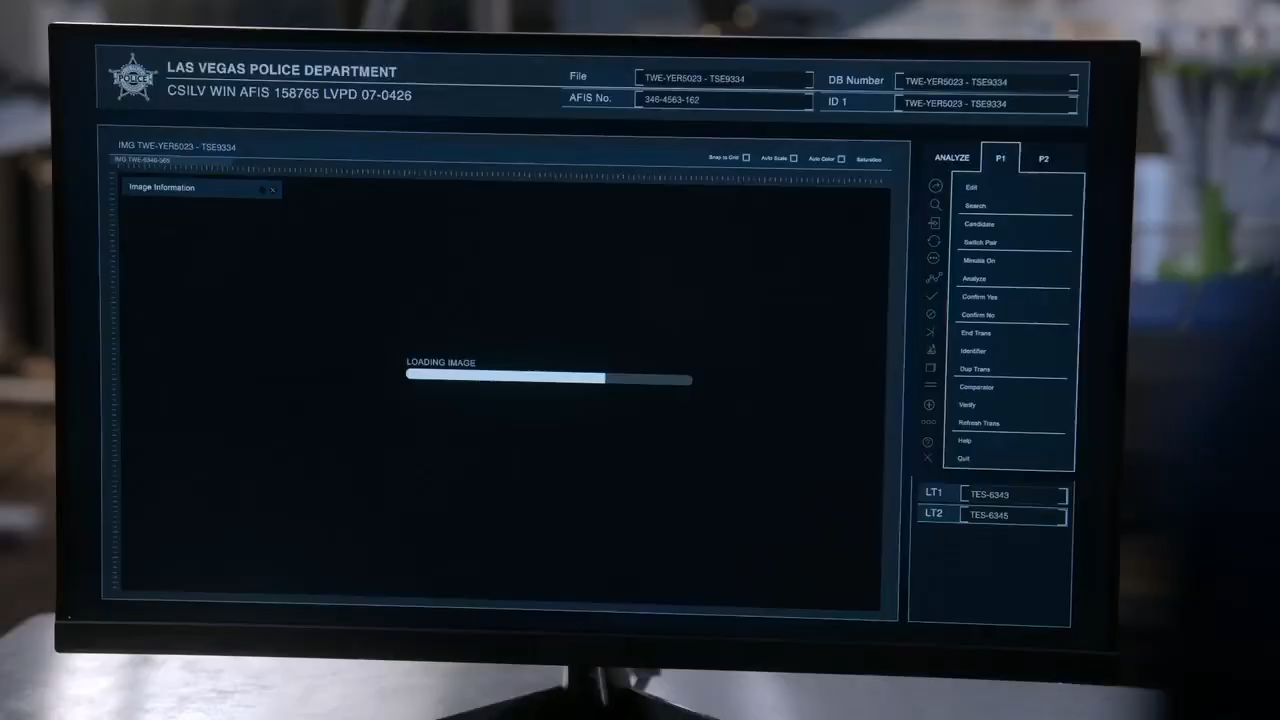 POLICE
LAS VEGAS POLICE DEPARTMENT
CSILV WIN AFIS 158765 LVPD 07-0426
File TWE-YER5023 - TSE9334
AFIS No. 346-4563-162
DB Number TWE-YER5023 - TSE9334
ID 1 TWE-YER5023 - TSE9334
IMG TWE-YER5023 - TSE9334
Snap to Grid Auto Scale Auto Color Saturation
Image Information
LOADING IMAGE
ANALYZE P1 P2
Edit
Search
Candidate
Switch Pair
Minutia On
Analyze
Confirm Yes
Confirm No
End Trans
Identifier
Dup Trans
Comparator
Verify
Refresh Trans
Help
Quit
LT1 TES-6343
LT2 TES-6345